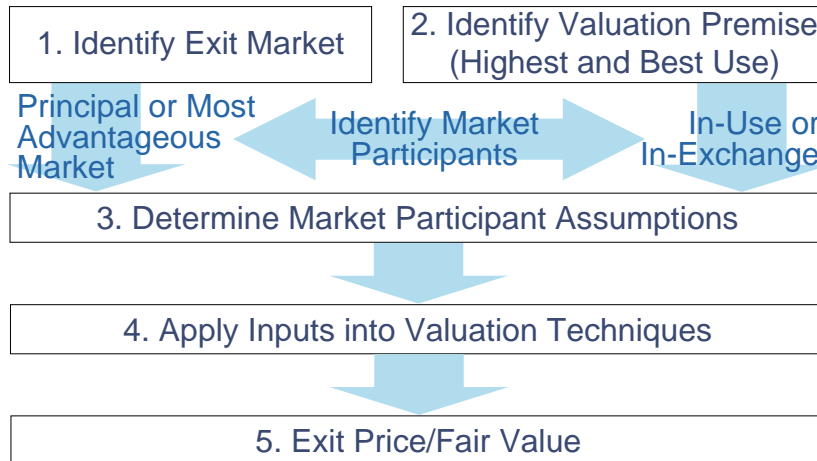 1. Identify Exit Market
2. Identify Valuation Premise
(Highest and Best Use)
Principal or Most
Advantageous
Market
Identify Market
Participants
In-Use or
In-Exchange
3. Determine Market Participant Assumptions
4. Apply Inputs into Valuation Techniques
5. Exit Price/Fair Value